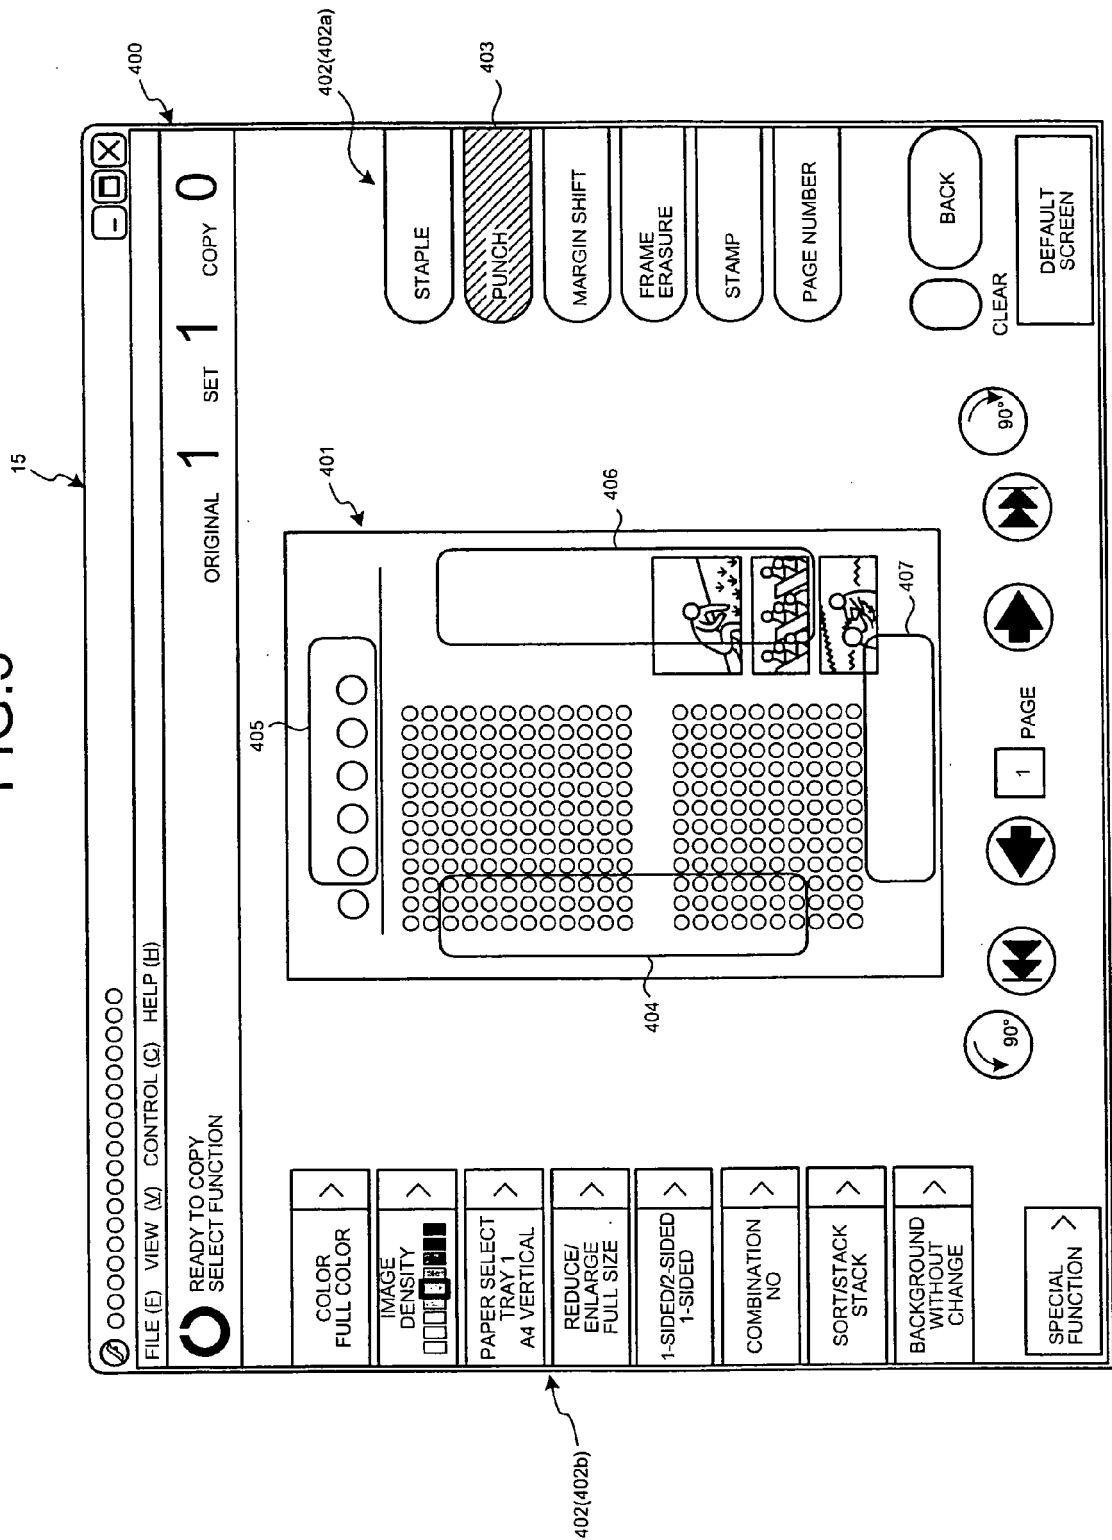 15
400
○○○○○○○○○○○○○○○○○○
FILE (E) VIEW (V) CONTROL (C) HELP (H)
READY TO COPY
SELECT FUNCTION
ORIGINAL 1 SET 1 COPY 0
402(402b)
COLOR
FULL COLOR
>
IMAGE
DENSITY
>
PAPER SELECT
TRAY 1
A4 VERTICAL
>
REDUCE/
ENLARGE
FULL SIZE
>
1-SIDED/2-SIDED
1-SIDED
>
COMBINATION
NO
>
SORT/STACK
STACK
>
BACKGROUND
WITHOUT
CHANGE
>
SPECIAL
FUNCTION >
405
401
406
404
407
402(402a)
STAPLE
PUNCH
403
MARGIN SHIFT
FRAME
ERASURE
STAMP
PAGE NUMBER
BACK
CLEAR
DEFAULT
SCREEN
90°
1 PAGE
90°